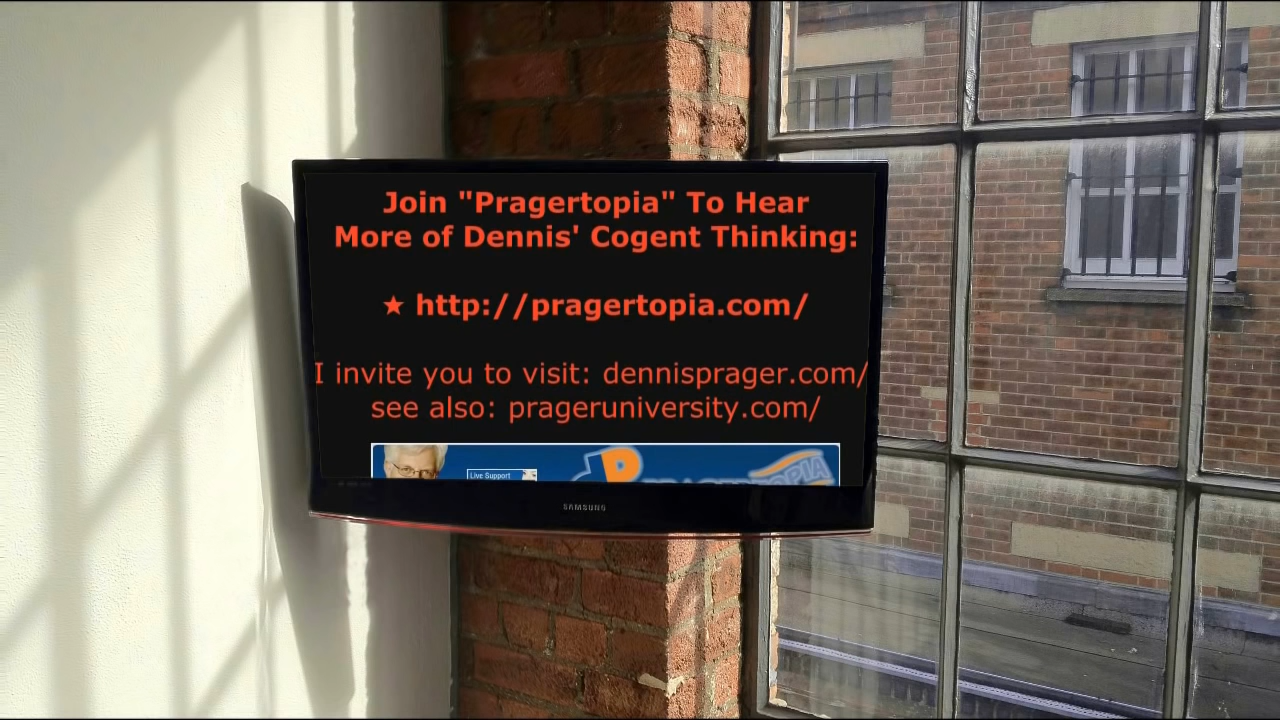 Join "Pragertopia" To Hear
More of Dennis' Cogent Thinking:
★ http://pragertopia.com/
I invite you to visit: dennisprager.com/
see also: prageruniversity.com/
Live Support
PRAGERTOPIA
SAMSUNG